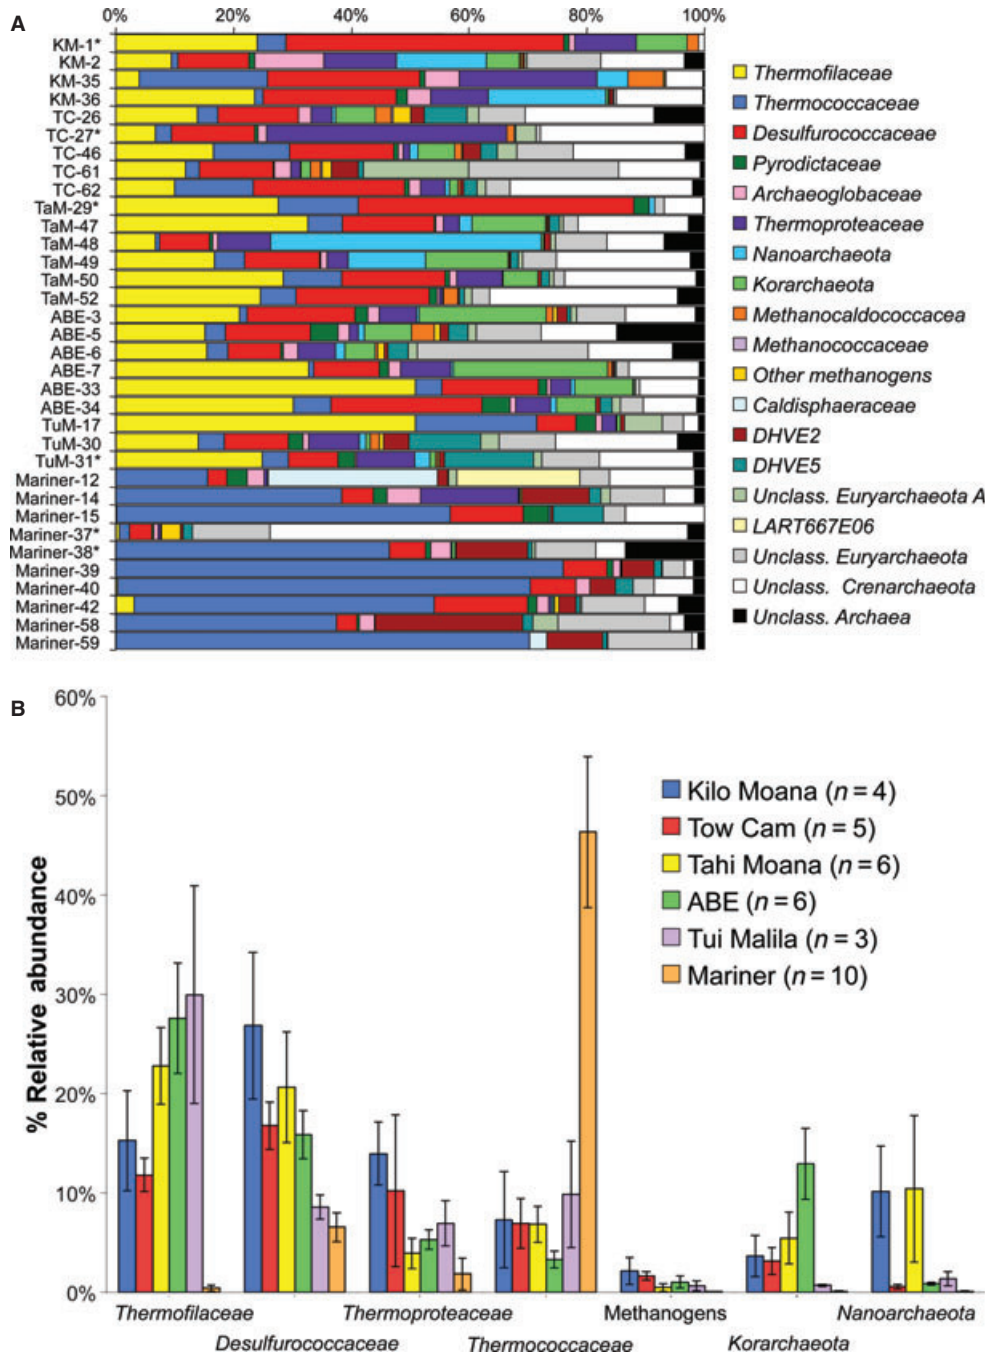 A
0% 20% 40% 60% 80% 100%
KM-1*
KM-2
KM-35
KM-36
TC-26
TC-27*
TC-46
TC-61
TC-62
TaM-29*
TaM-47
TaM-48
TaM-49
TaM-50
TaM-52
ABE-3
ABE-5
ABE-6
ABE-7
ABE-33
ABE-34
TuM-17
TuM-30
TuM-31*
Mariner-12
Mariner-14
Mariner-15
Mariner-37*
Mariner-38*
Mariner-39
Mariner-40
Mariner-42
Mariner-58
Mariner-59
Thermofilaceae
Thermococcaceae
Desulfurococcaceae
Pyrodictaceae
Archaeoglobaceae
Thermoproteaceae
Nanoarchaeota
Korarchaeota
Methanocaldococcacea
Methanococcaceae
Other methanogens
Caldisphaeraceae
DHVE2
DHVE5
Unclass. Euryarchaeota A
LART667E06
Unclass. Euryarchaeota
Unclass. Crenarchaeota
Unclass. Archaea
B
% Relative abundance
60%
50%
40%
30%
20%
10%
0%
Kilo Moana (n = 4)
Tow Cam (n = 5)
Tahi Moana (n = 6)
ABE (n = 6)
Tui Malila (n = 3)
Mariner (n = 10)
Thermofilaceae Thermoproteaceae Methanogens Nanoarchaeota
Desulfurococcaceae Thermococcaceae Korarchaeota